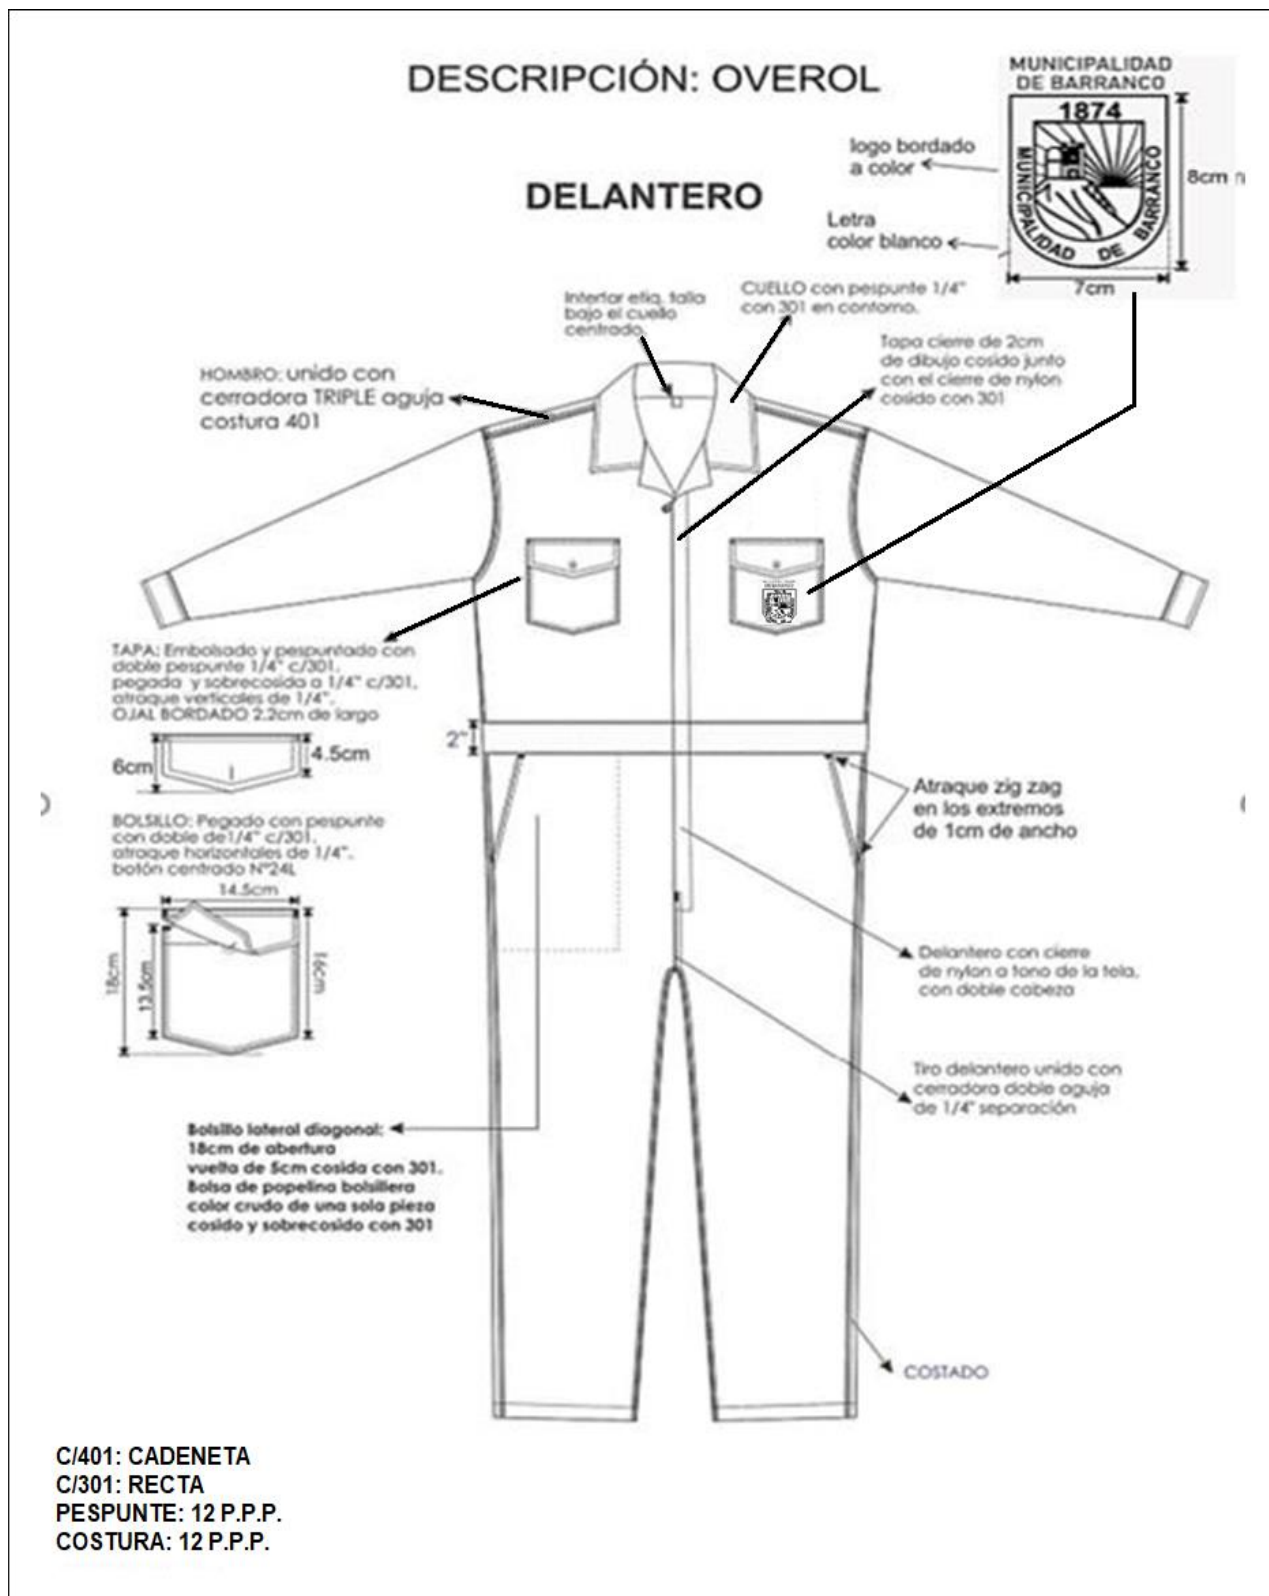 DESCRIPCIÓN: OVEROL
MUNICIPALIDAD
DE BARRANCO
1874
MUNICIPALIDAD DE BARRANCO
logo bordado
a color
8cm
Letra
color blanco
7cm
DELANTERO
Intertar etiq. talla
bajo el cuello
centrado.
CUELLO con pespunte 1/4"
con 301 en contorno.
Tapa cierre de 2cm
de dibujo cosido junto
con el cierre de nylon
cosido con 301
HOMBRO: unido con
cerradora TRIPLE aguja
costura 401
TAPA: Embolsado y pespuntado con
doble pespunte 1/4" c/301,
pegada y sobrecosida a 1/4" c/301,
atraque verticales de 1/4".
OJAL BORDADO 2.2cm de largo
2"
6cm
4.5cm
Atraque zig zag
en los extremos
de 1cm de ancho
BOLSILLO: Pegado con pespunte
con doble de1/4" c/301,
atraque horizontales de 1/4",
botón centrado N°24L
14.5cm
18cm
13.5cm
16cm
Delantero con cierre
de nylon a tono de la tela,
con doble cabeza
Tiro delantero unido con
cerradora doble aguja
de 1/4" separación
Bolsillo lateral diagonal:
18cm de abertura
vuelta de 5cm cosida con 301.
Bolsa de popelina bolsillera
color crudo de una sola pieza
cosido y sobrecosido con 301
COSTADO
C/401: CADENETA
C/301: RECTA
PESPUNTE: 12 P.P.P.
COSTURA: 12 P.P.P.